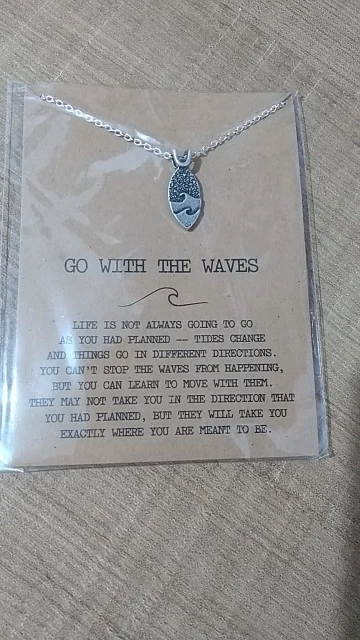 GO WITH THE WAVES
LIFE IS NOT ALWAYS GOING TO GO
AS YOU HAD PLANNED -- TIDES CHANGE
AND THINGS GO IN DIFFERENT DIRECTIONS.
YOU CAN'T STOP THE WAVES FROM HAPPENING,
BUT YOU CAN LEARN TO MOVE WITH THEM.
THEY MAY NOT TAKE YOU IN THE DIRECTION THAT
YOU HAD PLANNED, BUT THEY WILL TAKE YOU
EXACTLY WHERE YOU ARE MEANT TO BE.